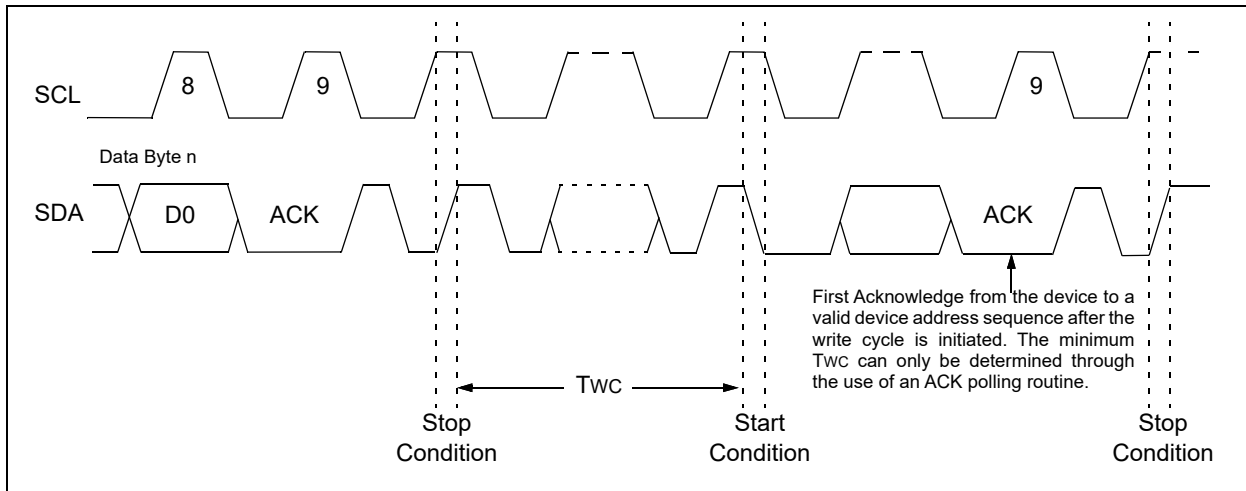 SCL
8
9
9
Data Byte n
SDA
D0
ACK
ACK
First Acknowledge from the device to a
valid device address sequence after the
write cycle is initiated. The minimum
TWC can only be determined through
the use of an ACK polling routine.
TWC
Stop
Condition
Start
Condition
Stop
Condition